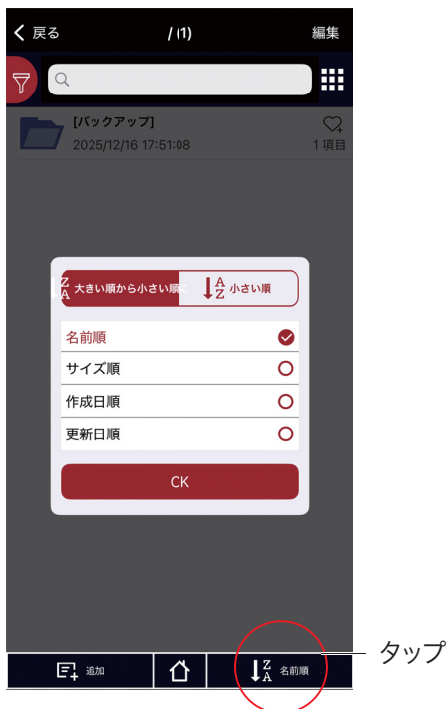 戻る
/ (1)
編集
[バックアップ]
2025/12/16 17:51:08
1 項目
Z A 大きい順から小さい順に
A Z 小さい順
名前順
サイズ順
作成日順
更新日順
CK
追加
Z A 名前順
タップ